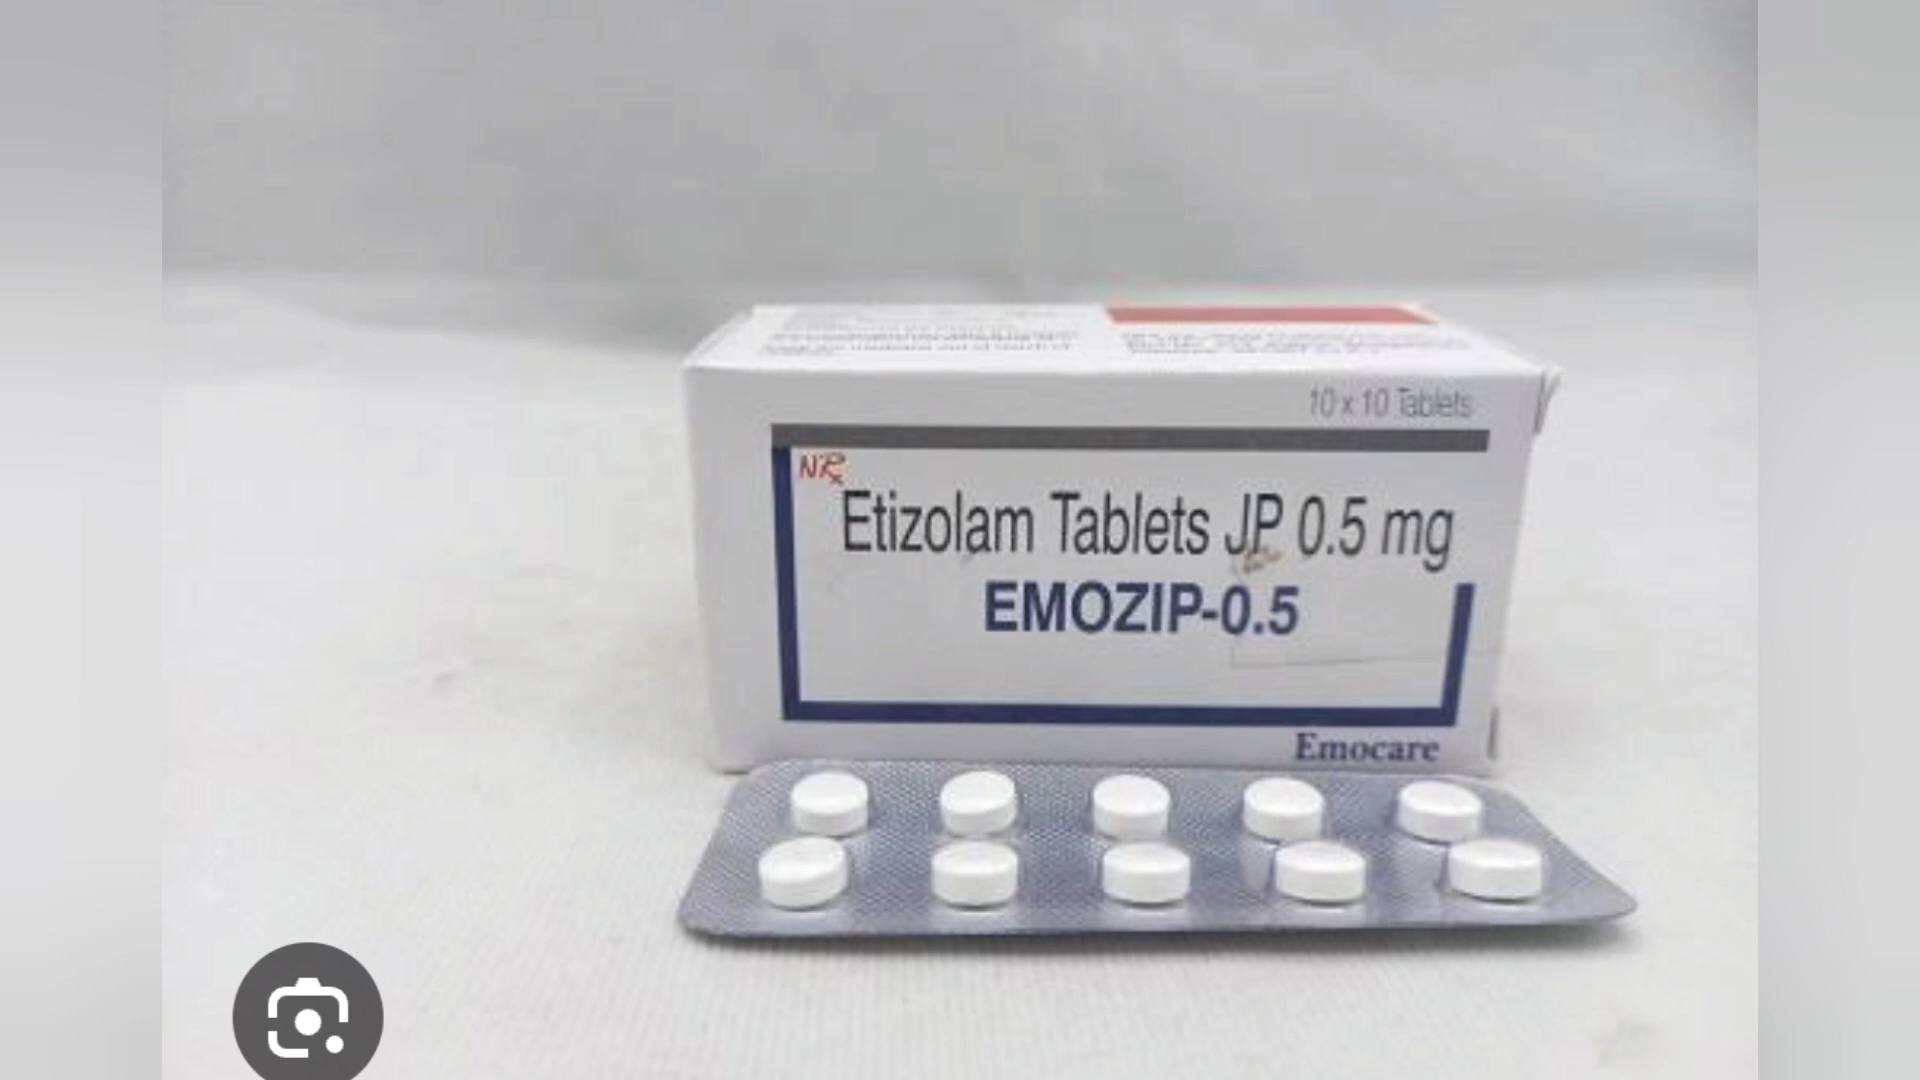 10 x 10 Tablets
NRx
Etizolam Tablets JP 0.5 mg
EMOZIP-0.5
Emocare